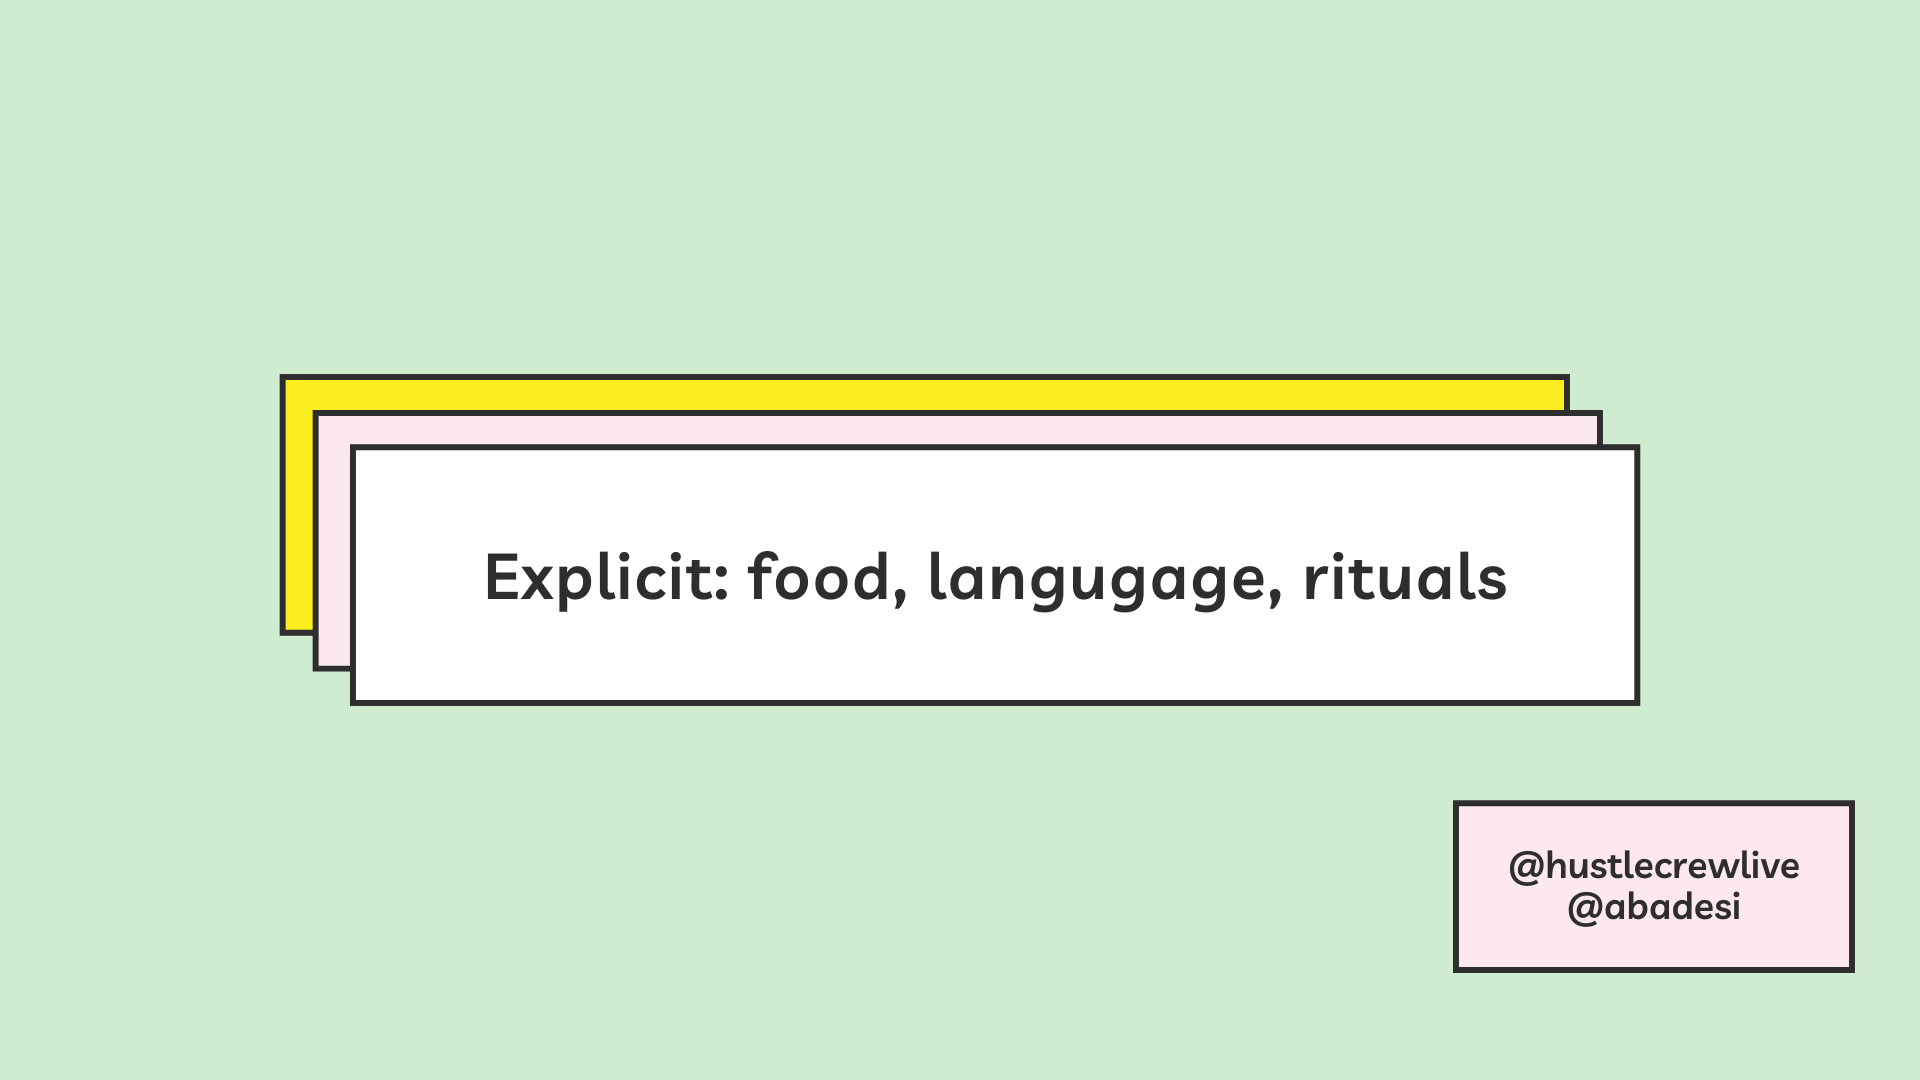 Explicit: food, langugage, rituals
@hustlecrewlive
@abadesi